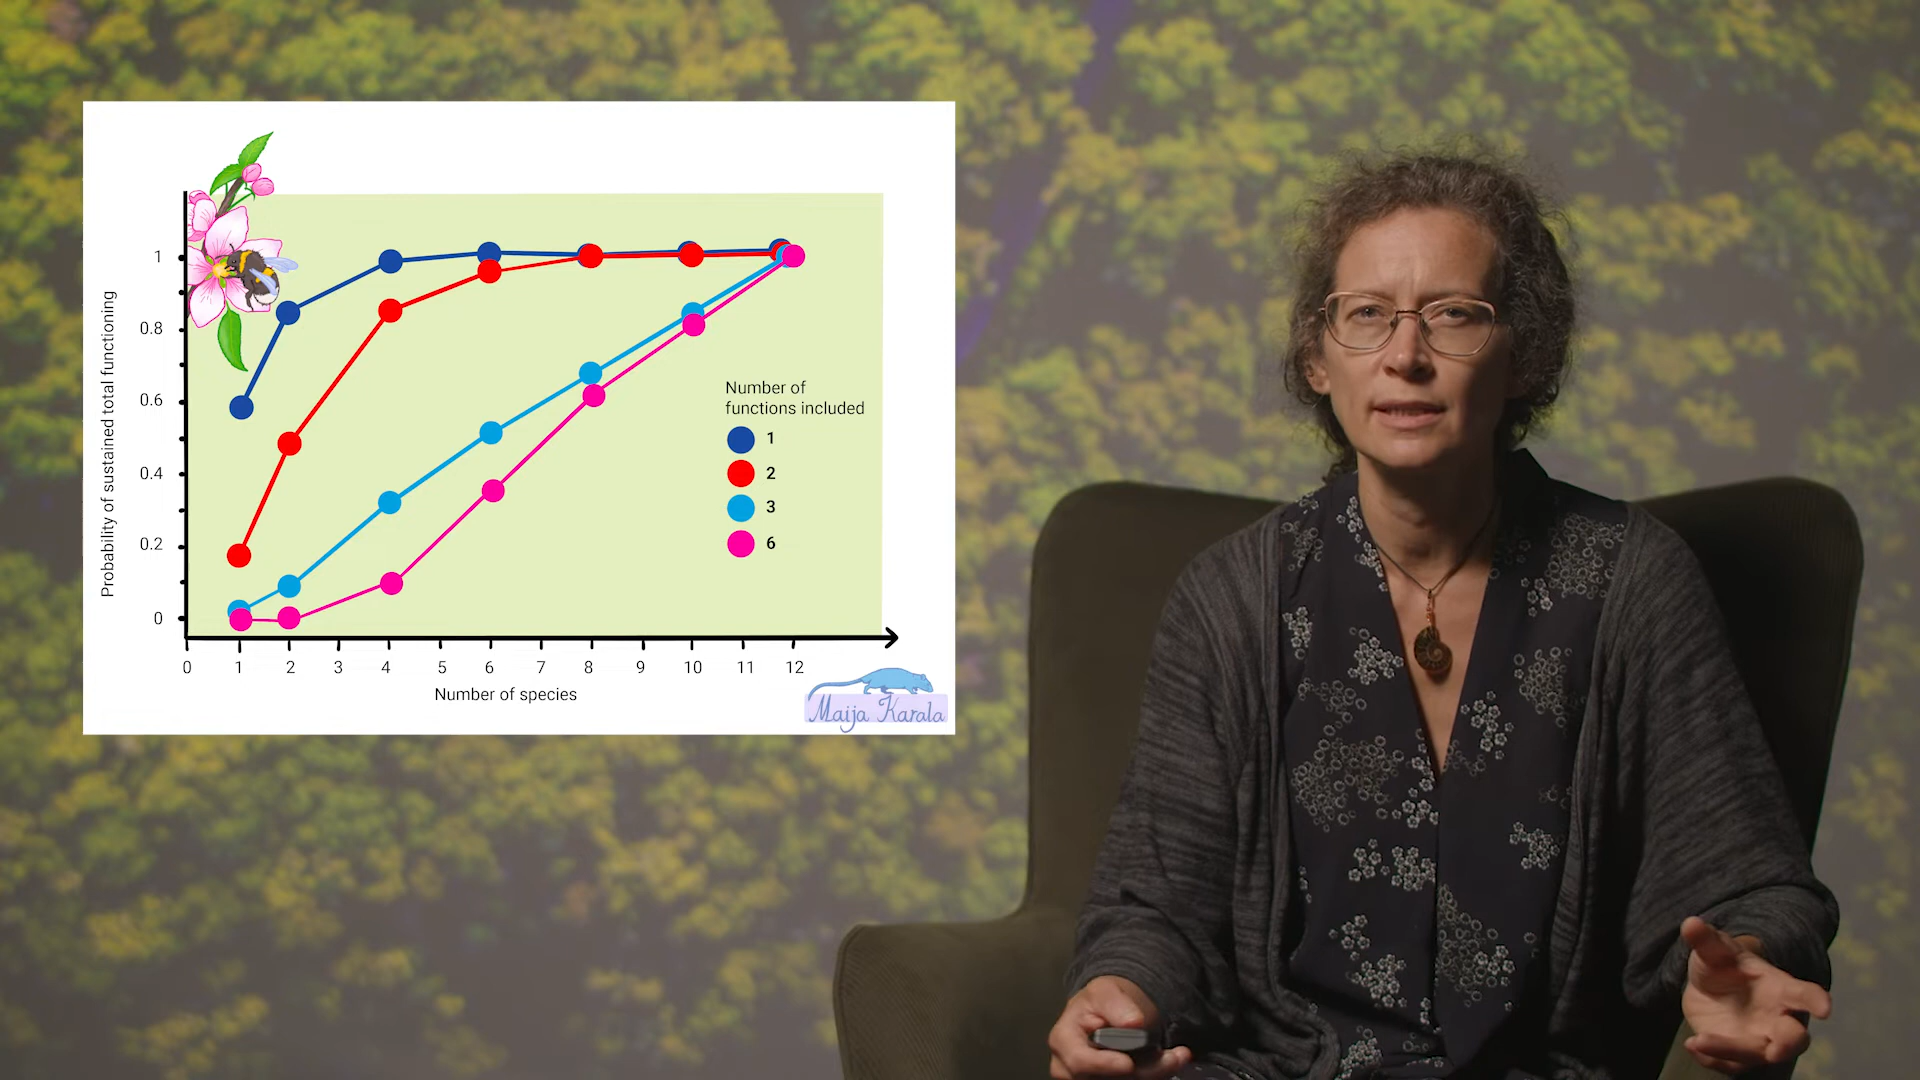 Probability of sustained total functioning
1
0.8
0.6
0.4
0.2
0
0 1 2 3 4 5 6 7 8 9 10 11 12
Number of species
Number of
functions included
1
2
3
6
Maija Karala